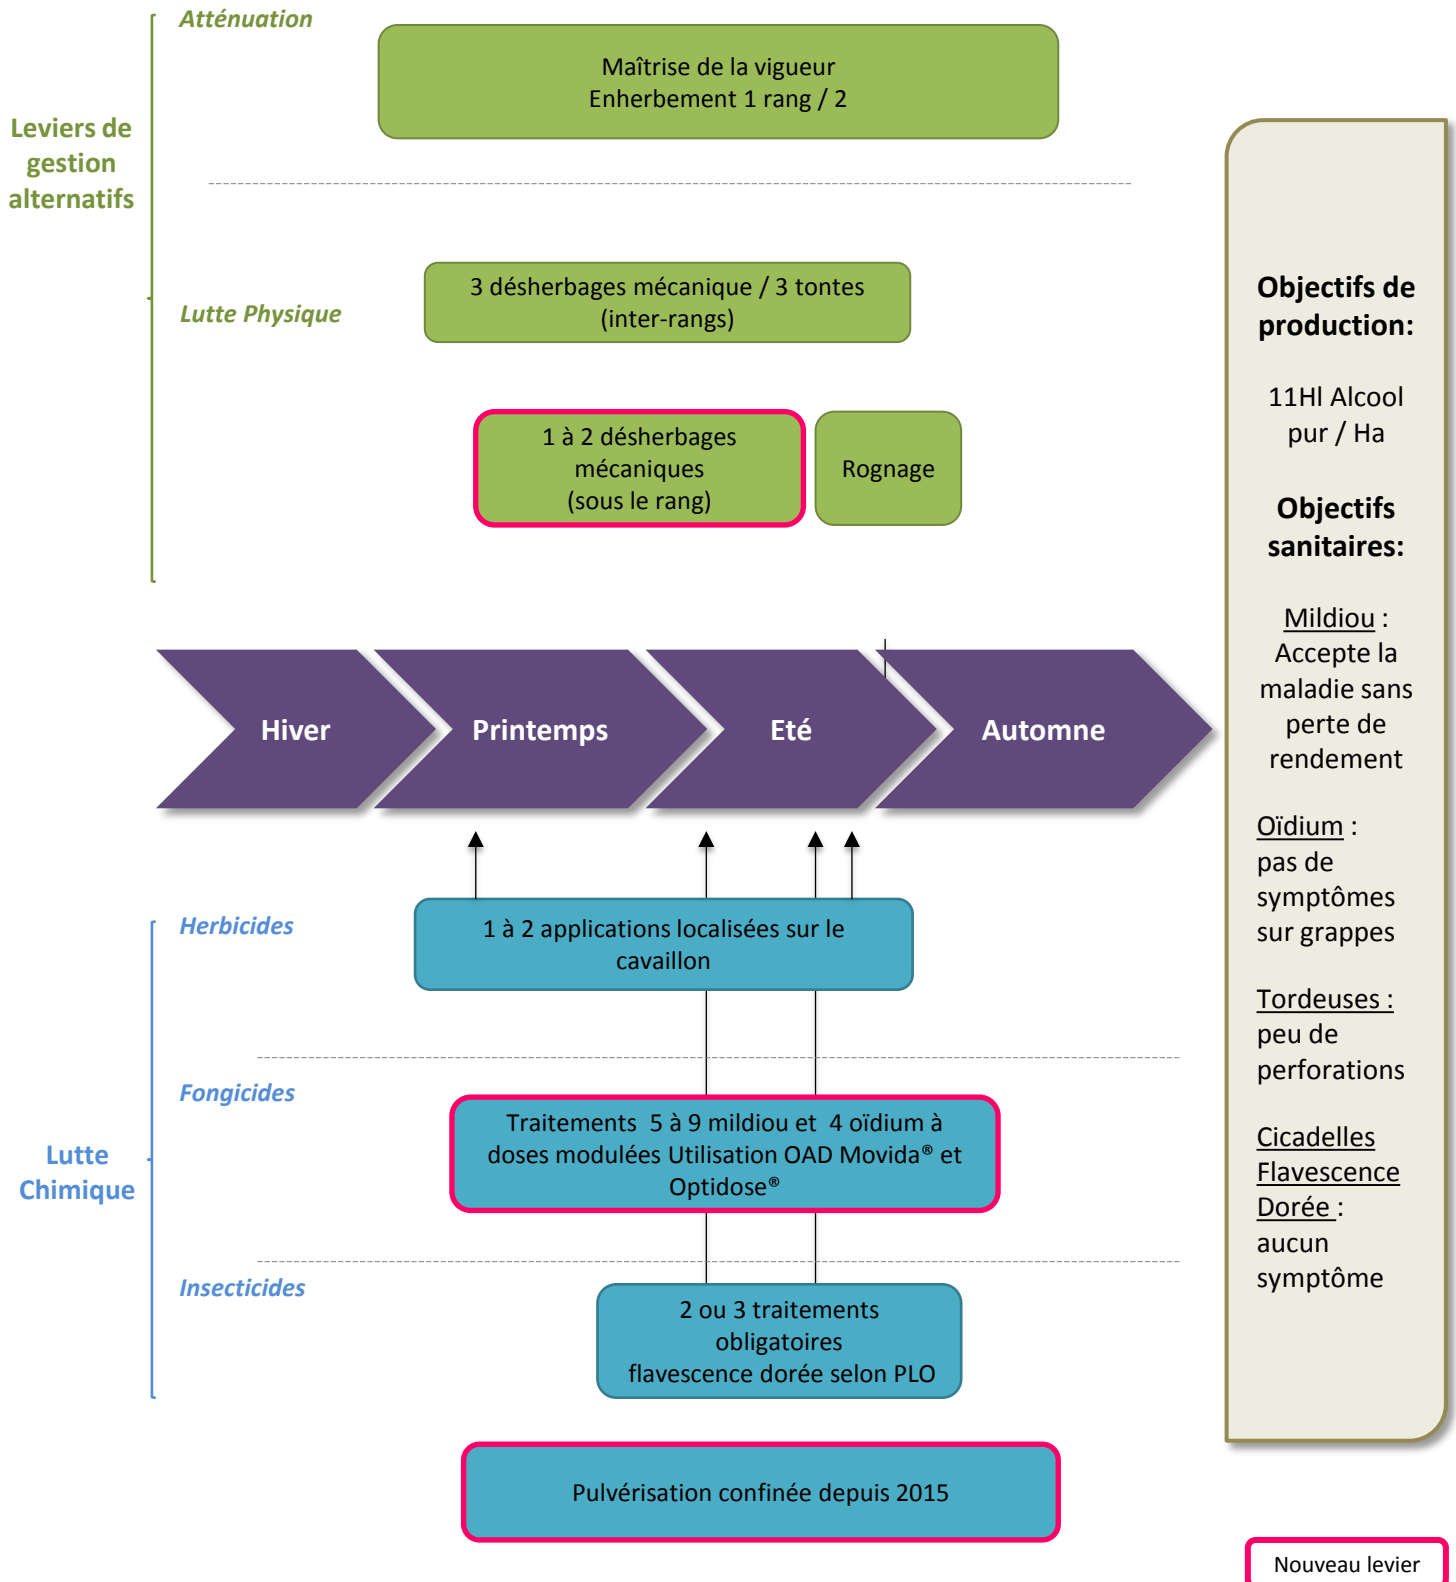 Atténuation
Maîtrise de la vigueur
Enherbement 1 rang / 2
Leviers de
gestion
alternatifs
3 désherbages mécanique / 3 tontes
(inter-rangs)
Lutte Physique
1 à 2 désherbages
mécaniques
(sous le rang)
Rognage
Hiver
Printemps
Eté
Automne
Herbicides
1 à 2 applications localisées sur le
cavaillon
Fongicides
Traitements  5 à 9 mildiou et  4 oïdium à
doses modulées Utilisation OAD Movida® et
Optidose®
Lutte
Chimique
Insecticides
2 ou 3 traitements
obligatoires
flavescence dorée selon PLO
Pulvérisation confinée depuis 2015
Objectifs de
production:
11Hl Alcool
pur / Ha
Objectifs
sanitaires:
Mildiou :
Accepte la
maladie sans
perte de
rendement
Oïdium :
pas de
symptômes
sur grappes
Tordeuses :
peu de
perforations
Cicadelles
Flavescence
Dorée :
aucun
symptôme
Nouveau levier